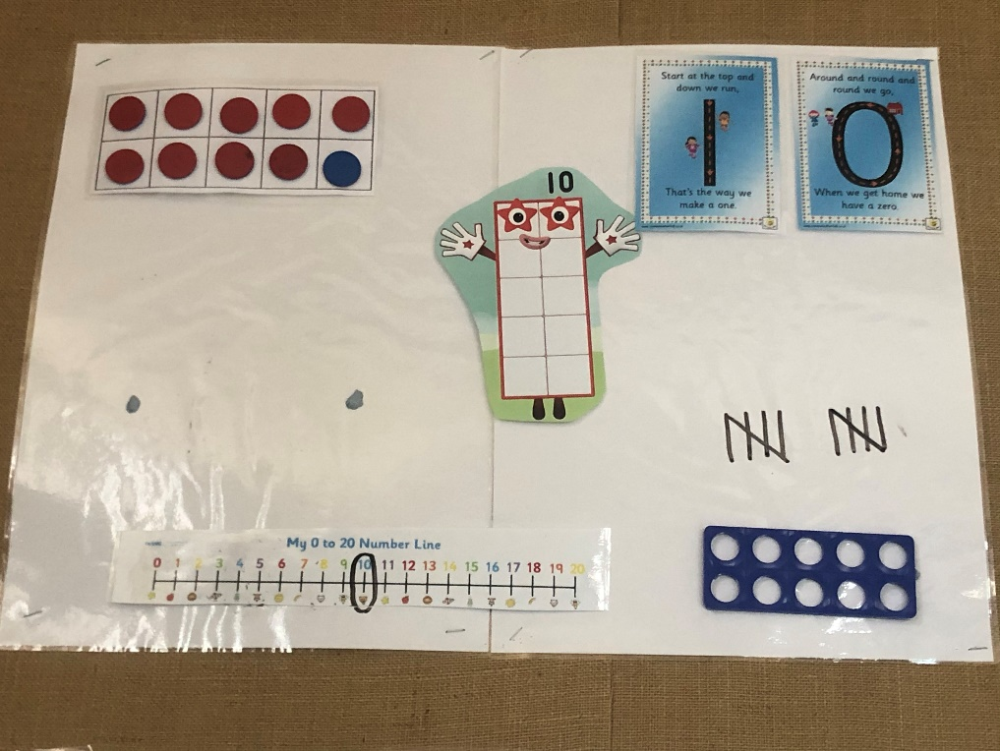 Start at the top and
down we run,
1
That's the way we
make a one.
Around and round and
round we go,
0
When we get home we
have a zero.
10
My 0 to 20 Number Line
0 1 2 3 4 5 6 7 8 9 10 11 12 13 14 15 16 17 18 19 20